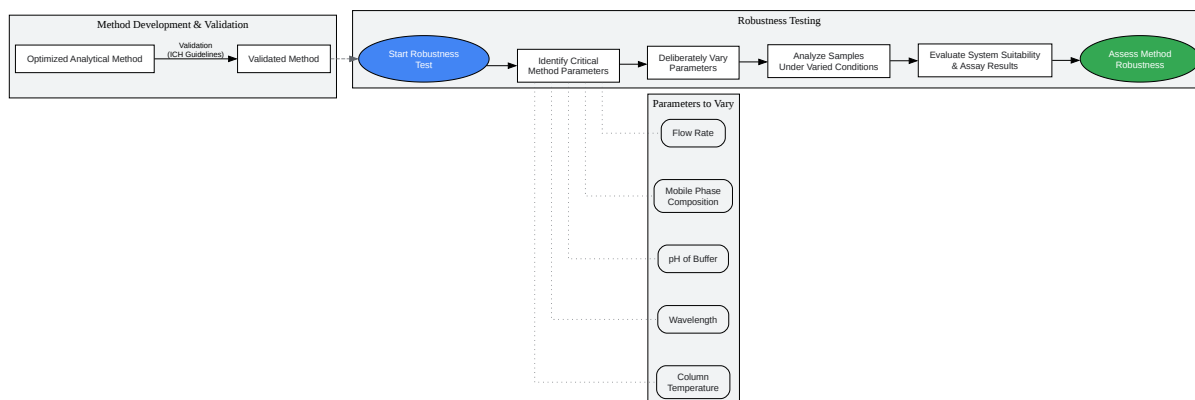 Method Development & Validation
Optimized Analytical Method
Validation
(ICH Guidelines)
Validated Method
Robustness Testing
Start Robustness
Test
Identify Critical
Method Parameters
Deliberately Vary
Parameters
Analyze Samples
Under Varied Conditions
Evaluate System Suitability
& Assay Results
Assess Method
Robustness
Parameters to Vary
Flow Rate
Mobile Phase
Composition
pH of Buffer
Wavelength
Column
Temperature